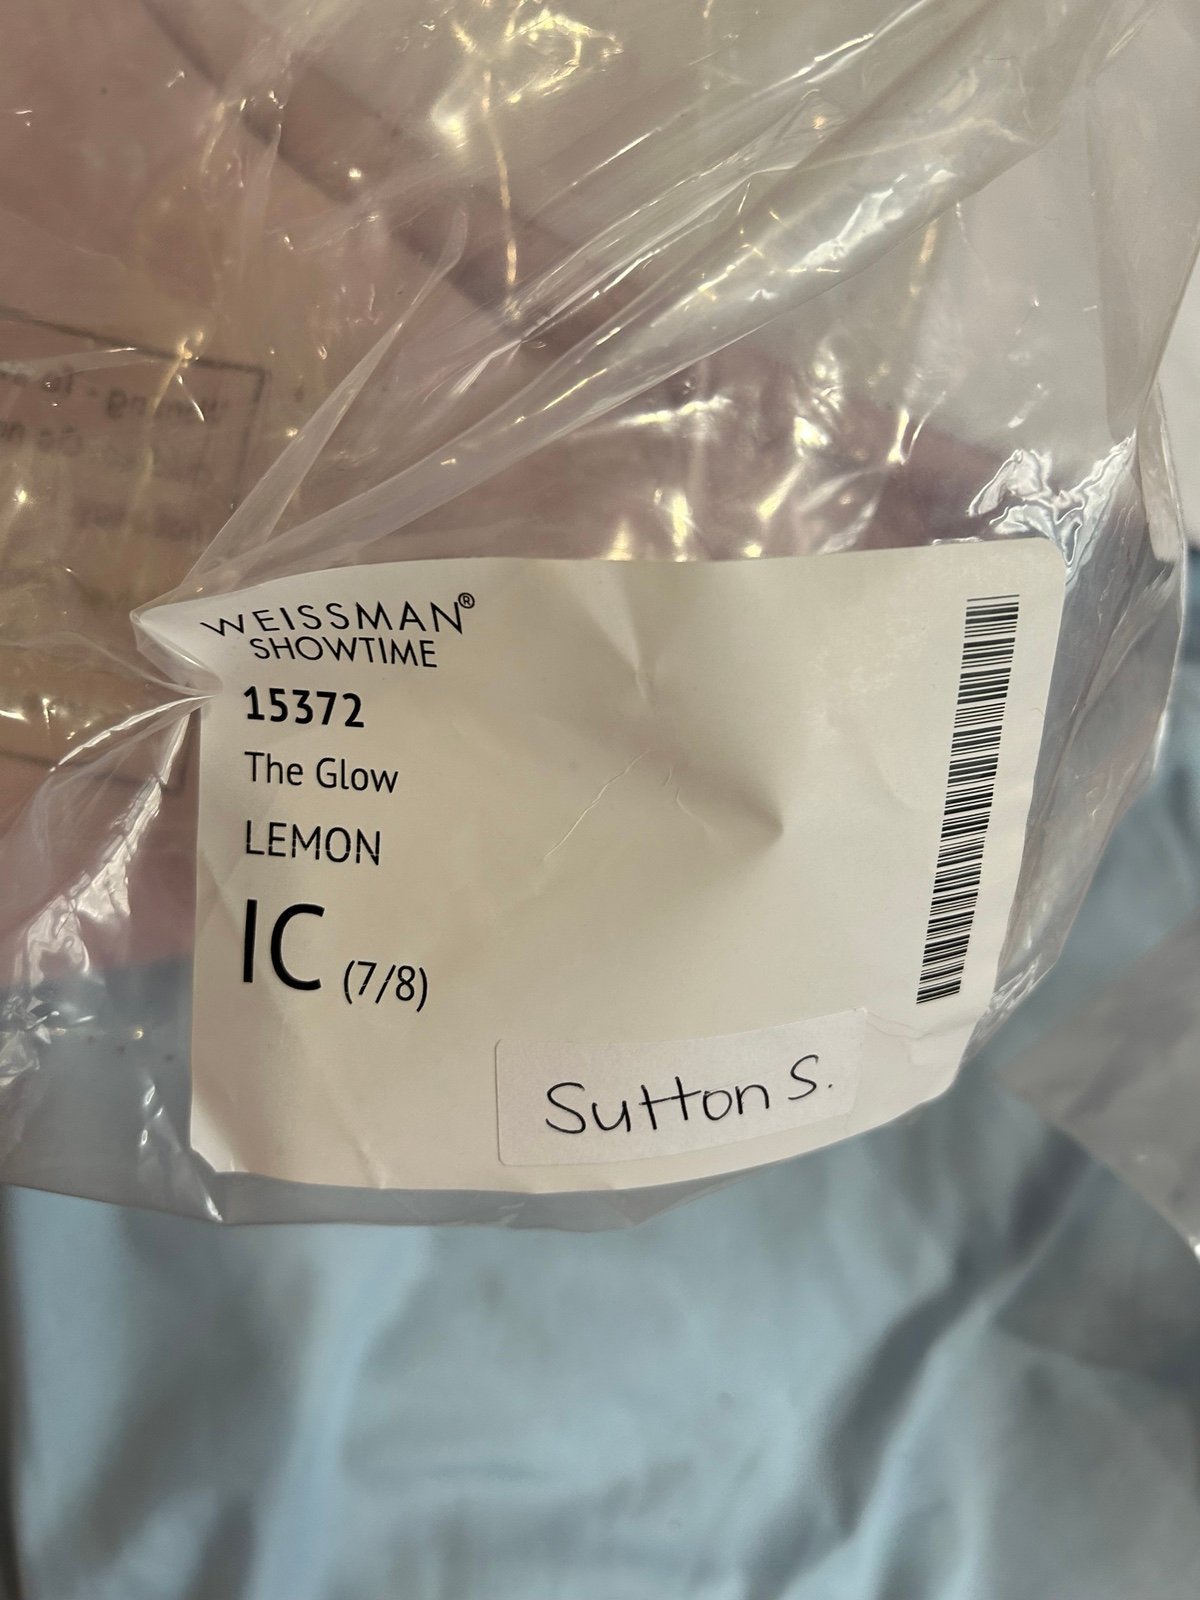 WEISSMAN®
SHOWTIME
15372
The Glow
LEMON
IC (7/8)
Sutton S.